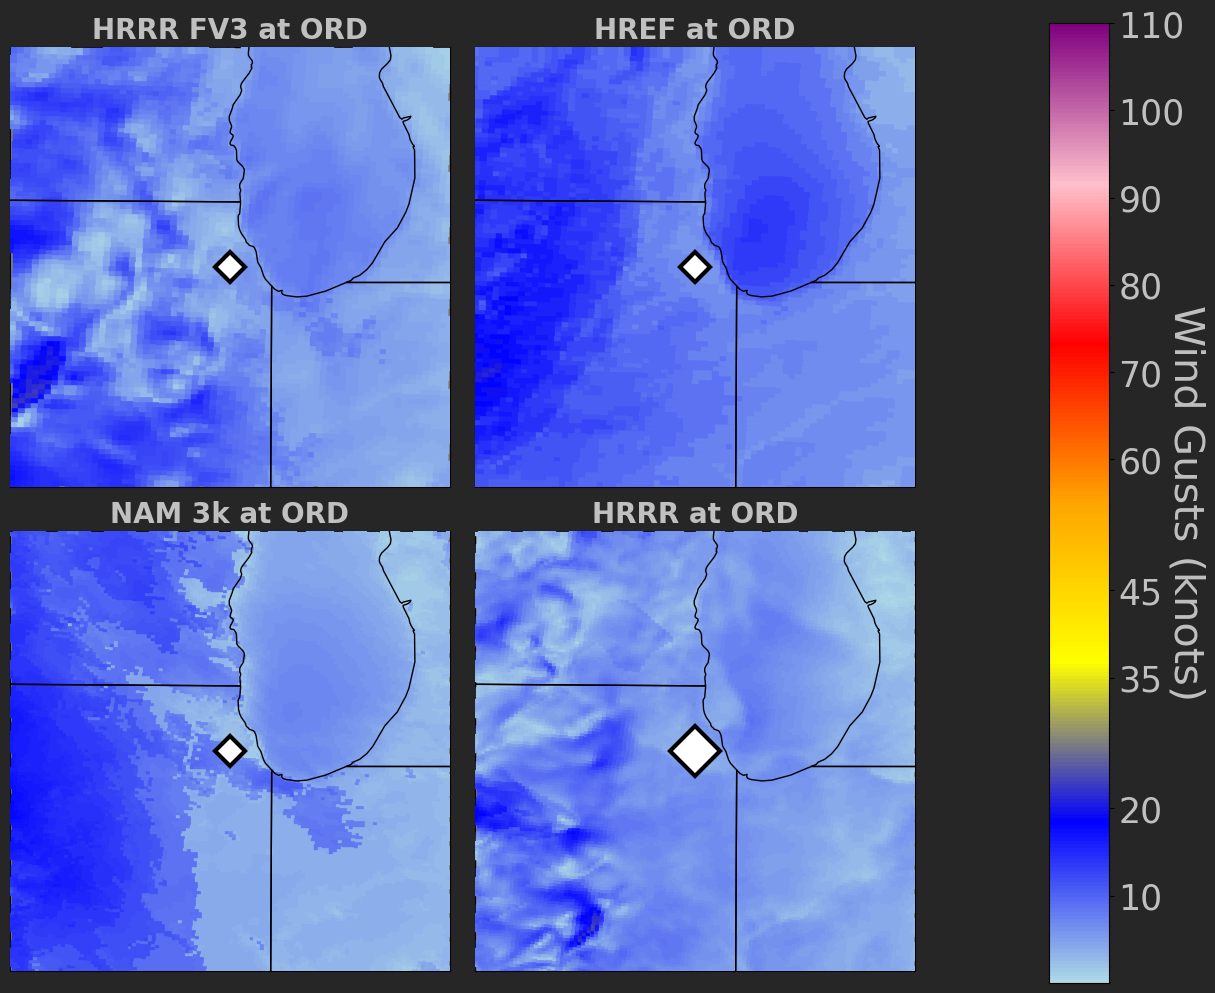 HRRR FV3 at ORD
HREF at ORD
NAM 3k at ORD
HRRR at ORD
110
100
90
80
70
60
45
35
20
10
Wind Gusts (knots)